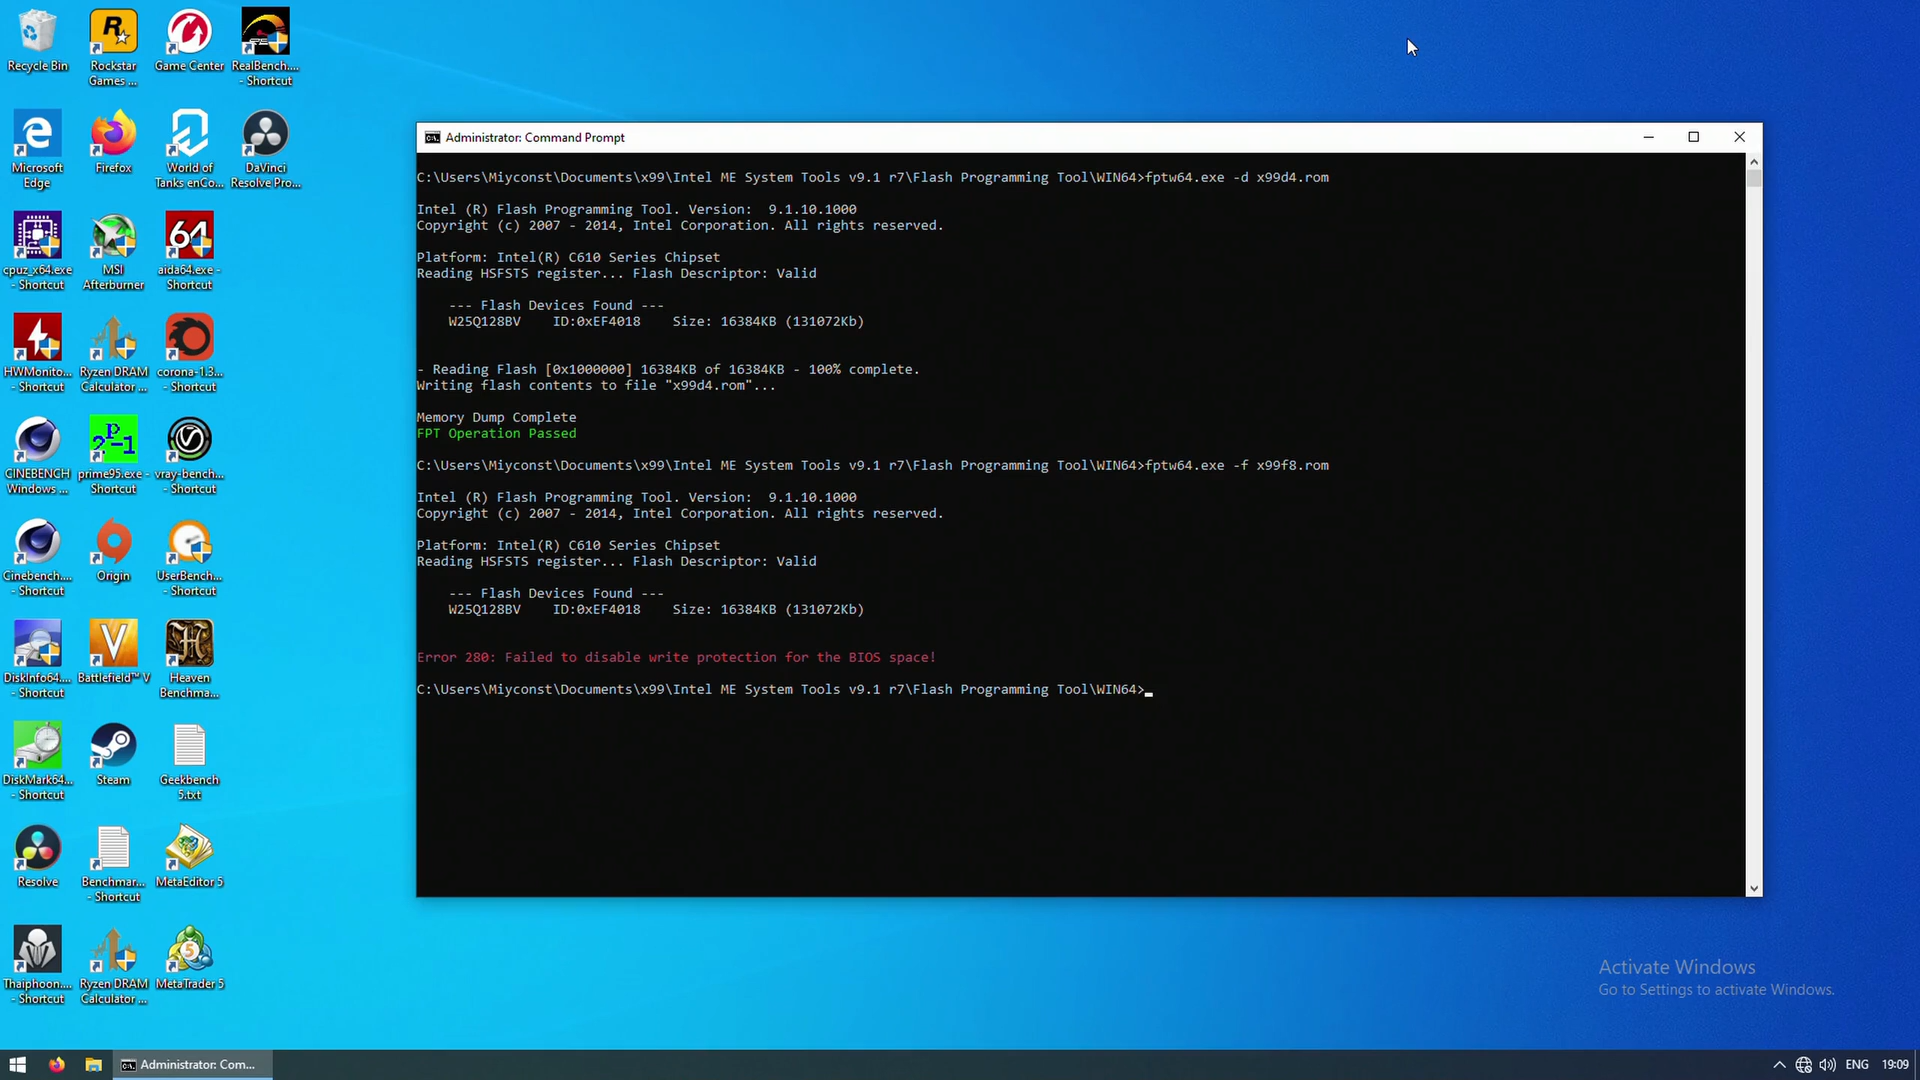 Recycle Bin
Rockstar Games ...
Game Center
RealBench.... - Shortcut
Microsoft Edge
Firefox
World of Tanks enCo...
DaVinci Resolve Pro...
cpuz_x64.exe - Shortcut
MSI Afterburner
64
aida64.exe - Shortcut
HWMonito... - Shortcut
Ryzen DRAM Calculator ...
corona-1.3... - Shortcut
CINEBENCH Windows ...
prime95.exe - Shortcut
vray-bench... - Shortcut
Cinebench.... - Shortcut
Origin
UserBench... - Shortcut
DiskInfo64.... - Shortcut
Battlefield™ V
Heaven Benchma...
DiskMark64... - Shortcut
Steam
Geekbench 5.txt
Resolve
Benchmar... - Shortcut
MetaEditor 5
Thaiphoon.... - Shortcut
Ryzen DRAM Calculator ...
MetaTrader 5
Administrator: Command Prompt
C:\Users\Miyconst\Documents\x99\Intel ME System Tools v9.1 r7\Flash Programming Tool\WIN64>fptw64.exe -d x99d4.rom
Intel (R) Flash Programming Tool. Version:  9.1.10.1000
Copyright (c) 2007 - 2014, Intel Corporation. All rights reserved.
Platform: Intel(R) C610 Series Chipset
Reading HSFSTS register... Flash Descriptor: Valid
--- Flash Devices Found ---
W25Q128BV    ID:0xEF4018    Size: 16384KB (131072Kb)
- Reading Flash [0x1000000] 16384KB of 16384KB - 100% complete.
Writing flash contents to file "x99d4.rom"...
Memory Dump Complete
FPT Operation Passed
C:\Users\Miyconst\Documents\x99\Intel ME System Tools v9.1 r7\Flash Programming Tool\WIN64>fptw64.exe -f x99f8.rom
Intel (R) Flash Programming Tool. Version:  9.1.10.1000
Copyright (c) 2007 - 2014, Intel Corporation. All rights reserved.
Platform: Intel(R) C610 Series Chipset
Reading HSFSTS register... Flash Descriptor: Valid
--- Flash Devices Found ---
W25Q128BV    ID:0xEF4018    Size: 16384KB (131072Kb)
Error 280: Failed to disable write protection for the BIOS space!
C:\Users\Miyconst\Documents\x99\Intel ME System Tools v9.1 r7\Flash Programming Tool\WIN64>
Activate Windows
Go to Settings to activate Windows.
Administrator: Com...
ENG
19:09